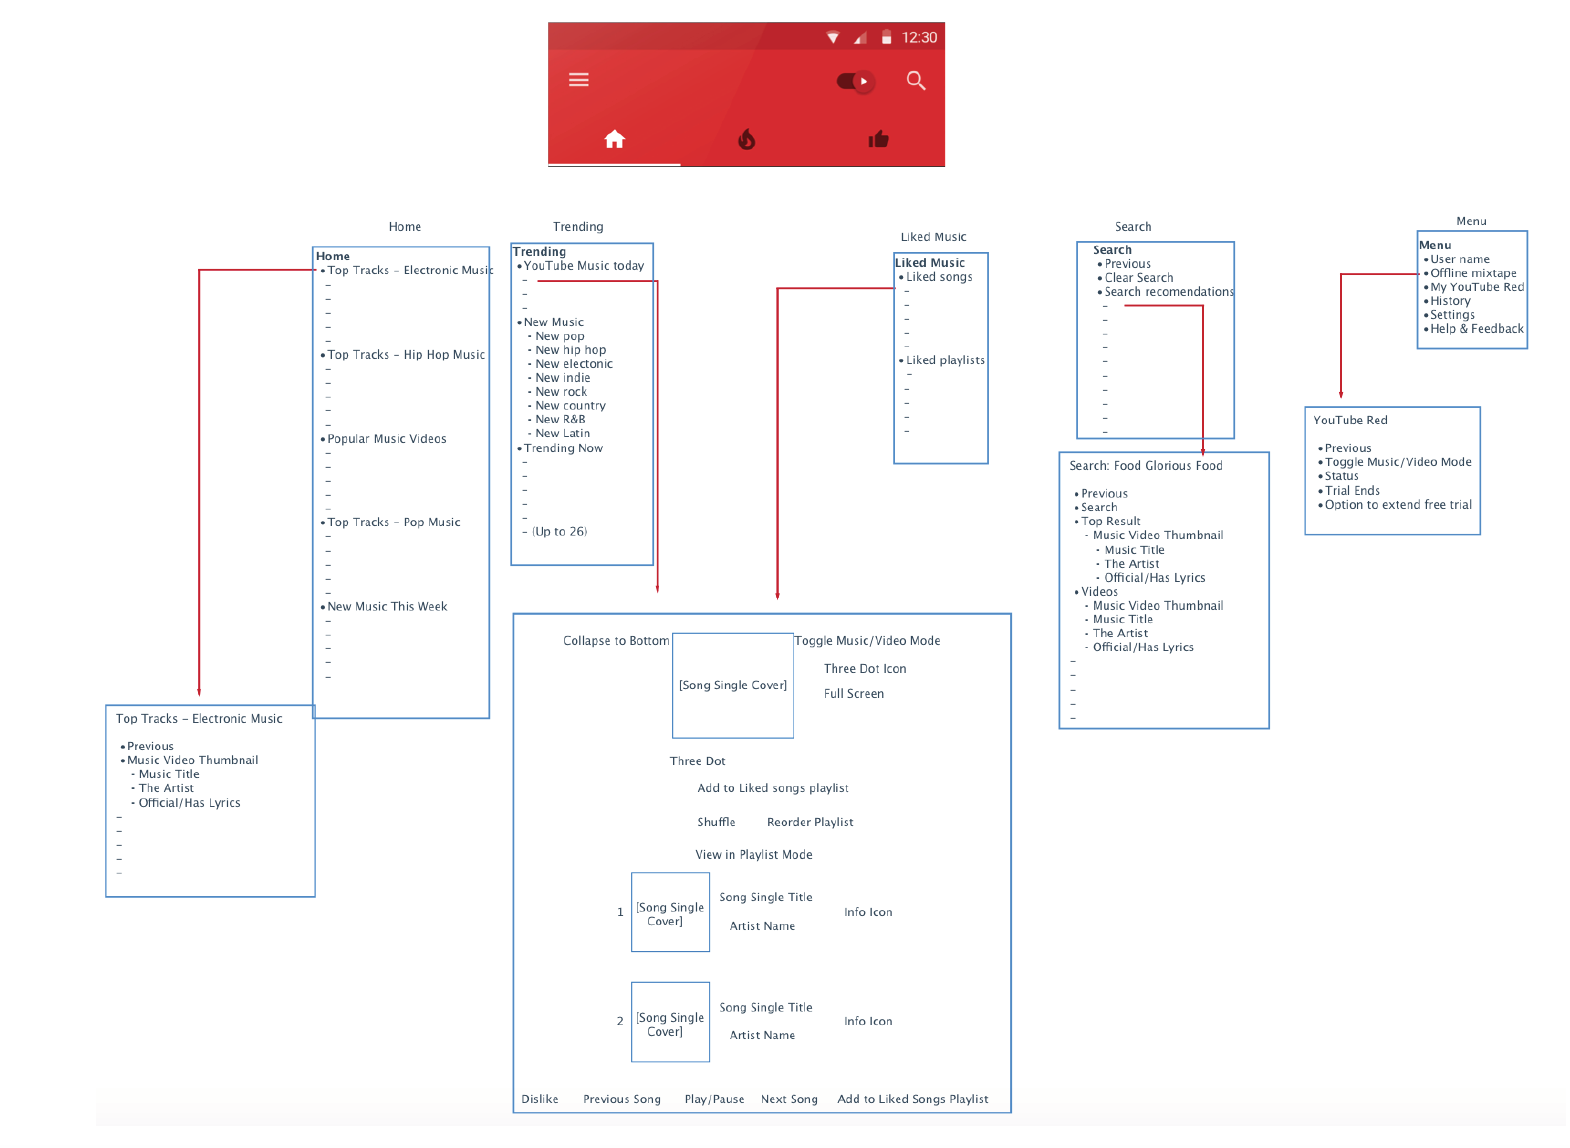 12:30
Home
Home
•Top Tracks – Electronic Music
–
–
–
–
–
•Top Tracks – Hip Hop Music
–
–
–
–
–
•Popular Music Videos
–
–
–
–
–
•Top Tracks – Pop Music
–
–
–
–
–
•New Music This Week
–
–
–
–
–
Top Tracks – Electronic Music
•Previous
•Music Video Thumbnail
- Music Title
- The Artist
- Official/Has Lyrics
–
–
–
–
–
Trending
Trending
•YouTube Music today
–
–
–
•New Music
- New pop
- New hip hop
- New electonic
- New indie
- New rock
- New country
- New R&B
- New Latin
•Trending Now
–
–
–
–
–
– (Up to 26)
Liked Music
Liked Music
•Liked songs
–
–
–
–
–
•Liked playlists
–
–
–
–
–
Collapse to Bottom
[Song Single Cover]
Toggle Music/Video Mode
Three Dot Icon
Full Screen
Three Dot
Add to Liked songs playlist
Shuffle Reorder Playlist
View in Playlist Mode
1
[Song Single
Cover]
Song Single Title
Artist Name
Info Icon
2
[Song Single
Cover]
Song Single Title
Artist Name
Info Icon
Dislike Previous Song Play/Pause Next Song Add to Liked Songs Playlist
Search
Search
•Previous
•Clear Search
•Search recomendations
–
–
–
–
–
–
–
–
–
–
Search: Food Glorious Food
•Previous
•Search
•Top Result
- Music Video Thumbnail
- Music Title
- The Artist
- Official/Has Lyrics
•Videos
- Music Video Thumbnail
- Music Title
- The Artist
- Official/Has Lyrics
–
–
–
–
–
Menu
Menu
•User name
•Offline mixtape
•My YouTube Red
•History
•Settings
•Help & Feedback
YouTube Red
•Previous
•Toggle Music/Video Mode
•Status
•Trial Ends
•Option to extend free trial